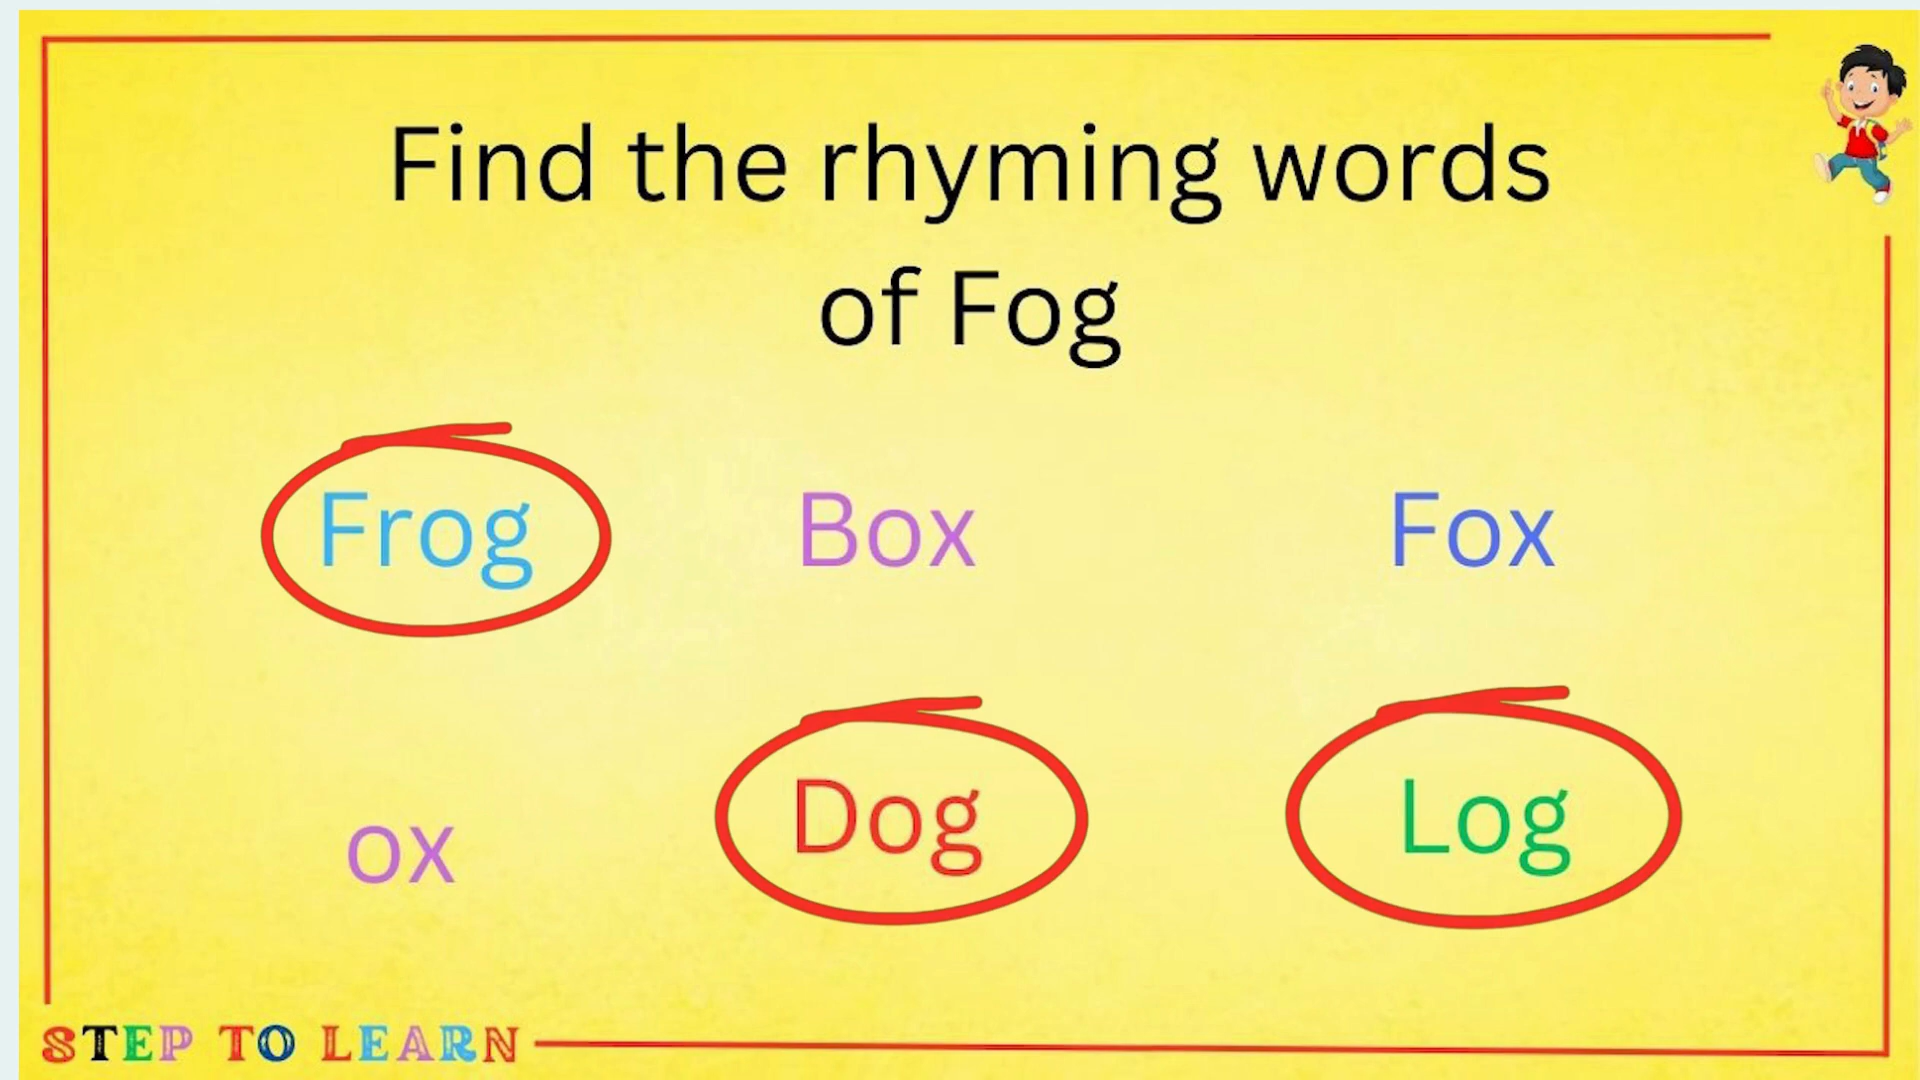 Find the rhyming words
of Fog
Frog Box Fox
ox Dog Log
STEP TO LEARN